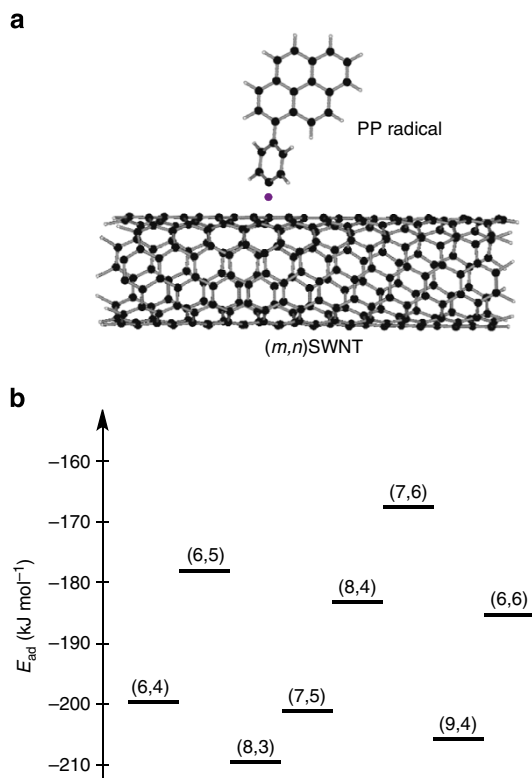 a
PP radical
(m,n)SWNT
b
E_ad (kJ mol⁻¹)
–160
–170
–180
–190
–200
–210
(6,4)
(6,5)
(8,3)
(7,5)
(8,4)
(7,6)
(9,4)
(6,6)